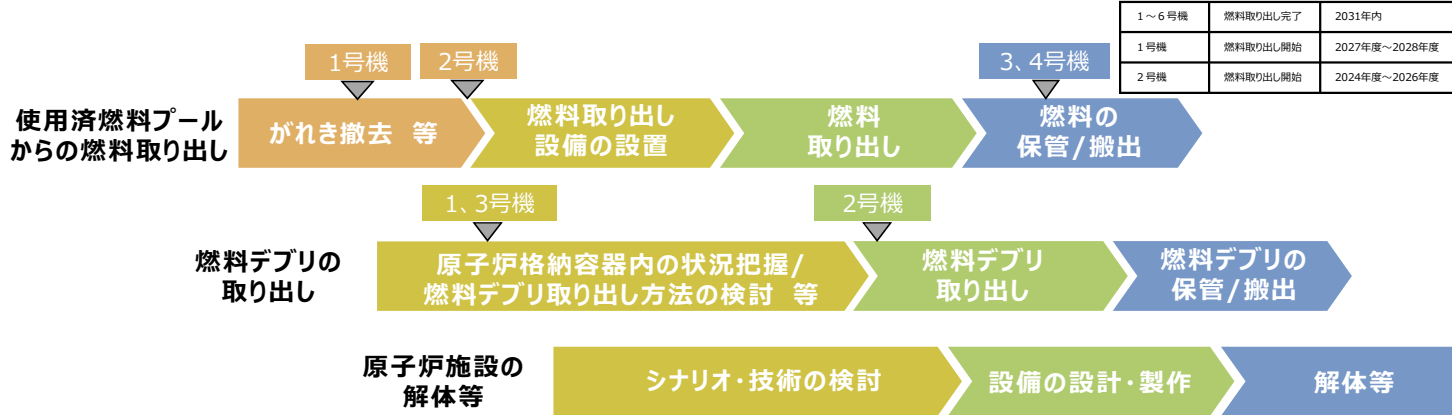 1～6号機 燃料取り出し完了 2031年内
1号機 燃料取り出し開始 2027年度～2028年度
2号機 燃料取り出し開始 2024年度～2026年度
1号機 2号機 3、4号機
使用済燃料プール
からの燃料取り出し
がれき撤去 等
燃料取り出し
設備の設置
燃料
取り出し
燃料の
保管/搬出
1、3号機 2号機
燃料デブリの
取り出し
原子炉格納容器内の状況把握/
燃料デブリ取り出し方法の検討 等
燃料デブリ
取り出し
燃料デブリの
保管/搬出
原子炉施設の
解体等
シナリオ・技術の検討
設備の設計・製作
解体等